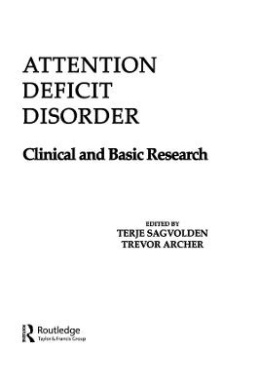 ATTENTION
DEFICIT
DISORDER
Clinical and Basic Research
EDITED BY
TERJE SAGVOLDEN
TREVOR ARCHER
Routledge
Taylor & Francis Group